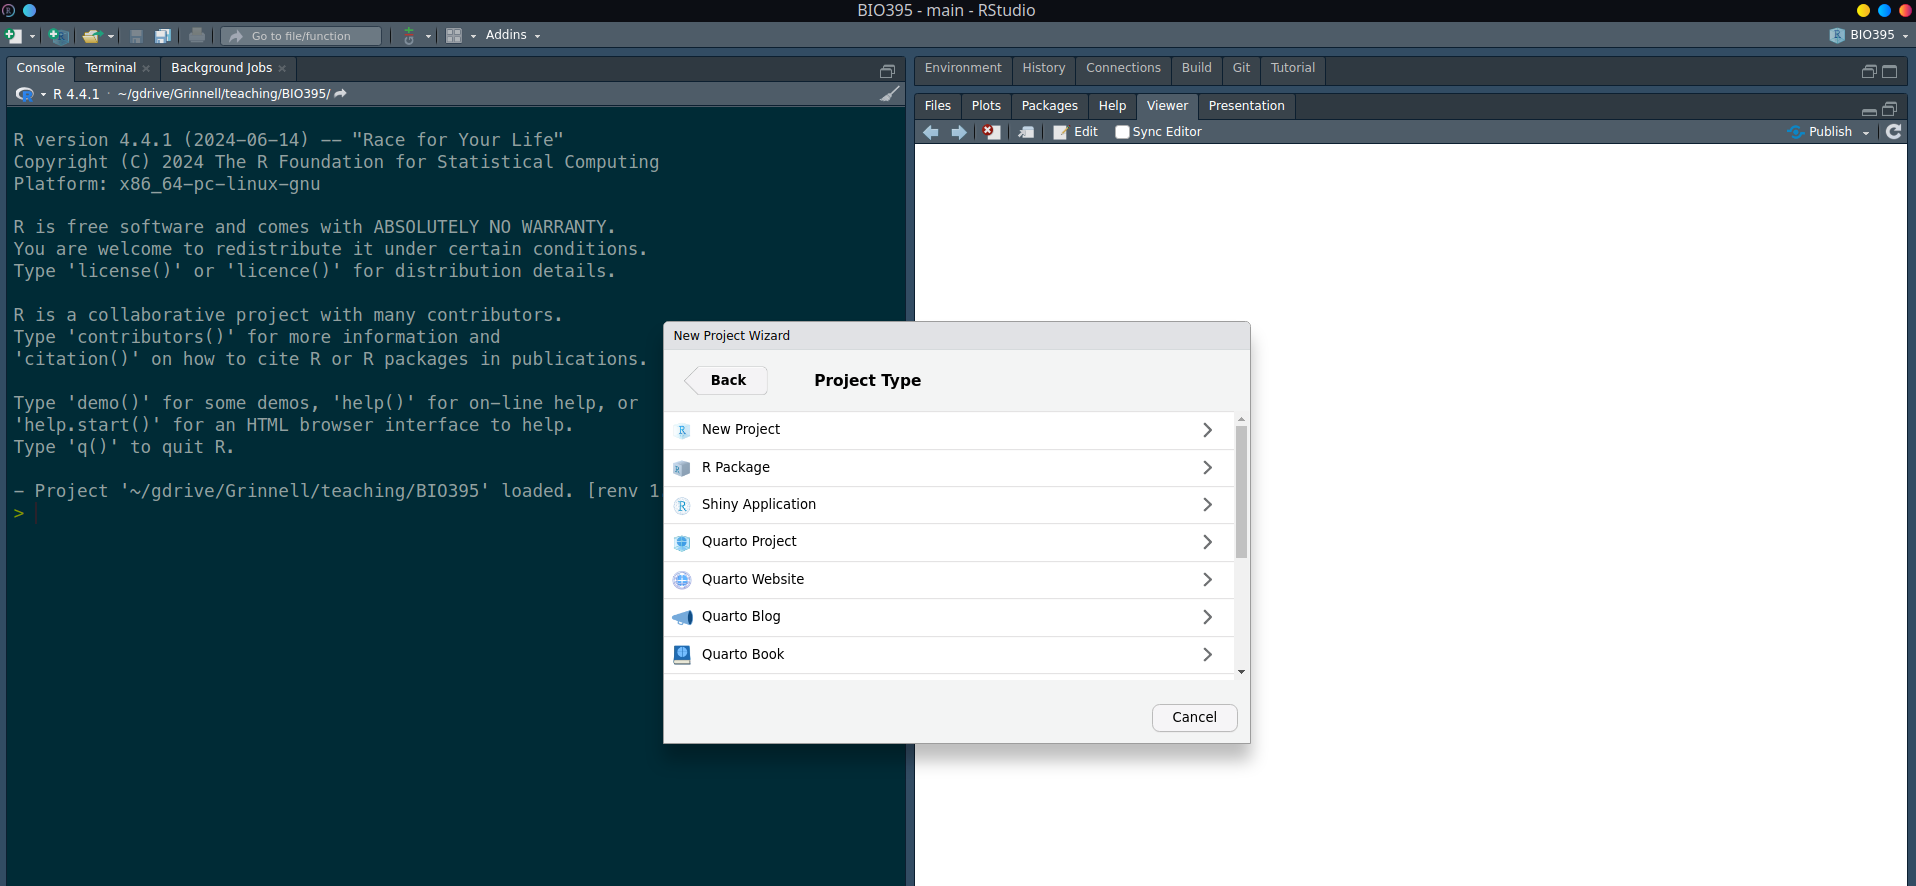 BIO395 - main - RStudio
Go to file/function
Addins
BIO395
Console
Terminal
Background Jobs
R 4.4.1 · ~/gdrive/Grinnell/teaching/BIO395/
R version 4.4.1 (2024-06-14) -- "Race for Your Life"
Copyright (C) 2024 The R Foundation for Statistical Computing
Platform: x86_64-pc-linux-gnu
R is free software and comes with ABSOLUTELY NO WARRANTY.
You are welcome to redistribute it under certain conditions.
Type 'license()' or 'licence()' for distribution details.
R is a collaborative project with many contributors.
Type 'contributors()' for more information and
'citation()' on how to cite R or R packages in publications.
Type 'demo()' for some demos, 'help()' for on-line help, or
'help.start()' for an HTML browser interface to help.
Type 'q()' to quit R.
- Project '~/gdrive/Grinnell/teaching/BIO395' loaded. [renv 1
>
Environment
History
Connections
Build
Git
Tutorial
Files
Plots
Packages
Help
Viewer
Presentation
Edit
Sync Editor
Publish
New Project Wizard
Back
Project Type
New Project
R Package
Shiny Application
Quarto Project
Quarto Website
Quarto Blog
Quarto Book
Cancel